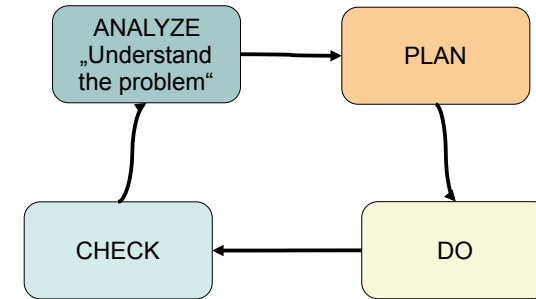 ANALYZE
„Understand
the problem“
PLAN
CHECK
DO